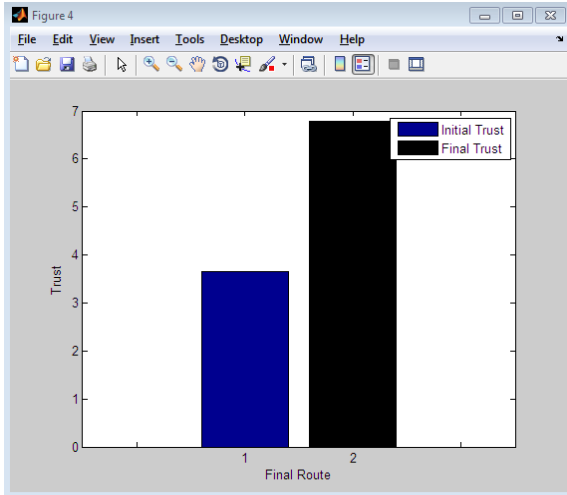 Figure 4
File Edit View Insert Tools Desktop Window Help
7
6
5
4
3
2
1
0
Trust
Initial Trust
Final Trust
1 2
Final Route